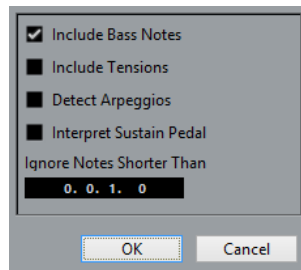 Include Bass Notes
Include Tensions
Detect Arpeggios
Interpret Sustain Pedal
Ignore Notes Shorter Than
0. 0. 1. 0
OK
Cancel